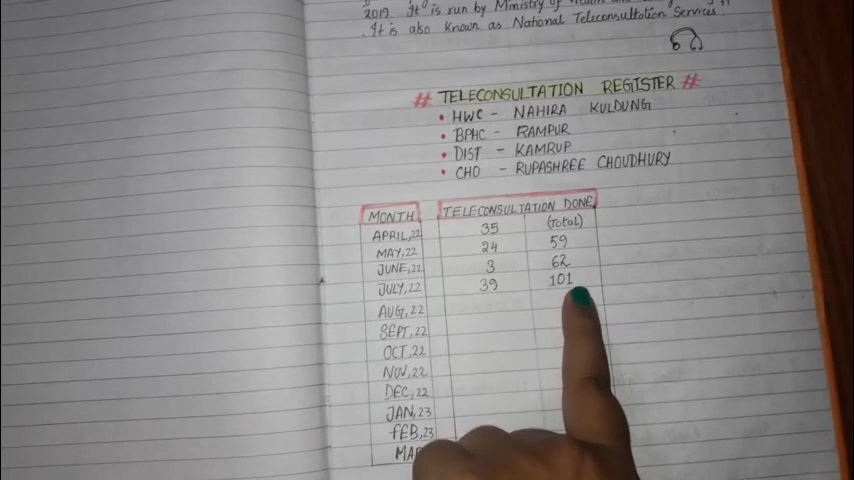 2019. It is run by Ministry of Health and
It is also known as National Teleconsultation Services.
# TELECONSULTATION REGISTER #
• HWC - NAHIRA KULDUNG
• BPHC - RAMPUR
• DIST - KAMRUP
• CHO - RUPASHREE CHOUDHURY
MONTH TELECONSULTATION DONE
APRIL,22 35 (Total)
MAY,22 24 59
JUNE,22 3 62
JULY,22 39 101
AUG,22
SEPT,22
OCT,22
NOV,22
DEC,22
JAN,23
FEB,23
MA